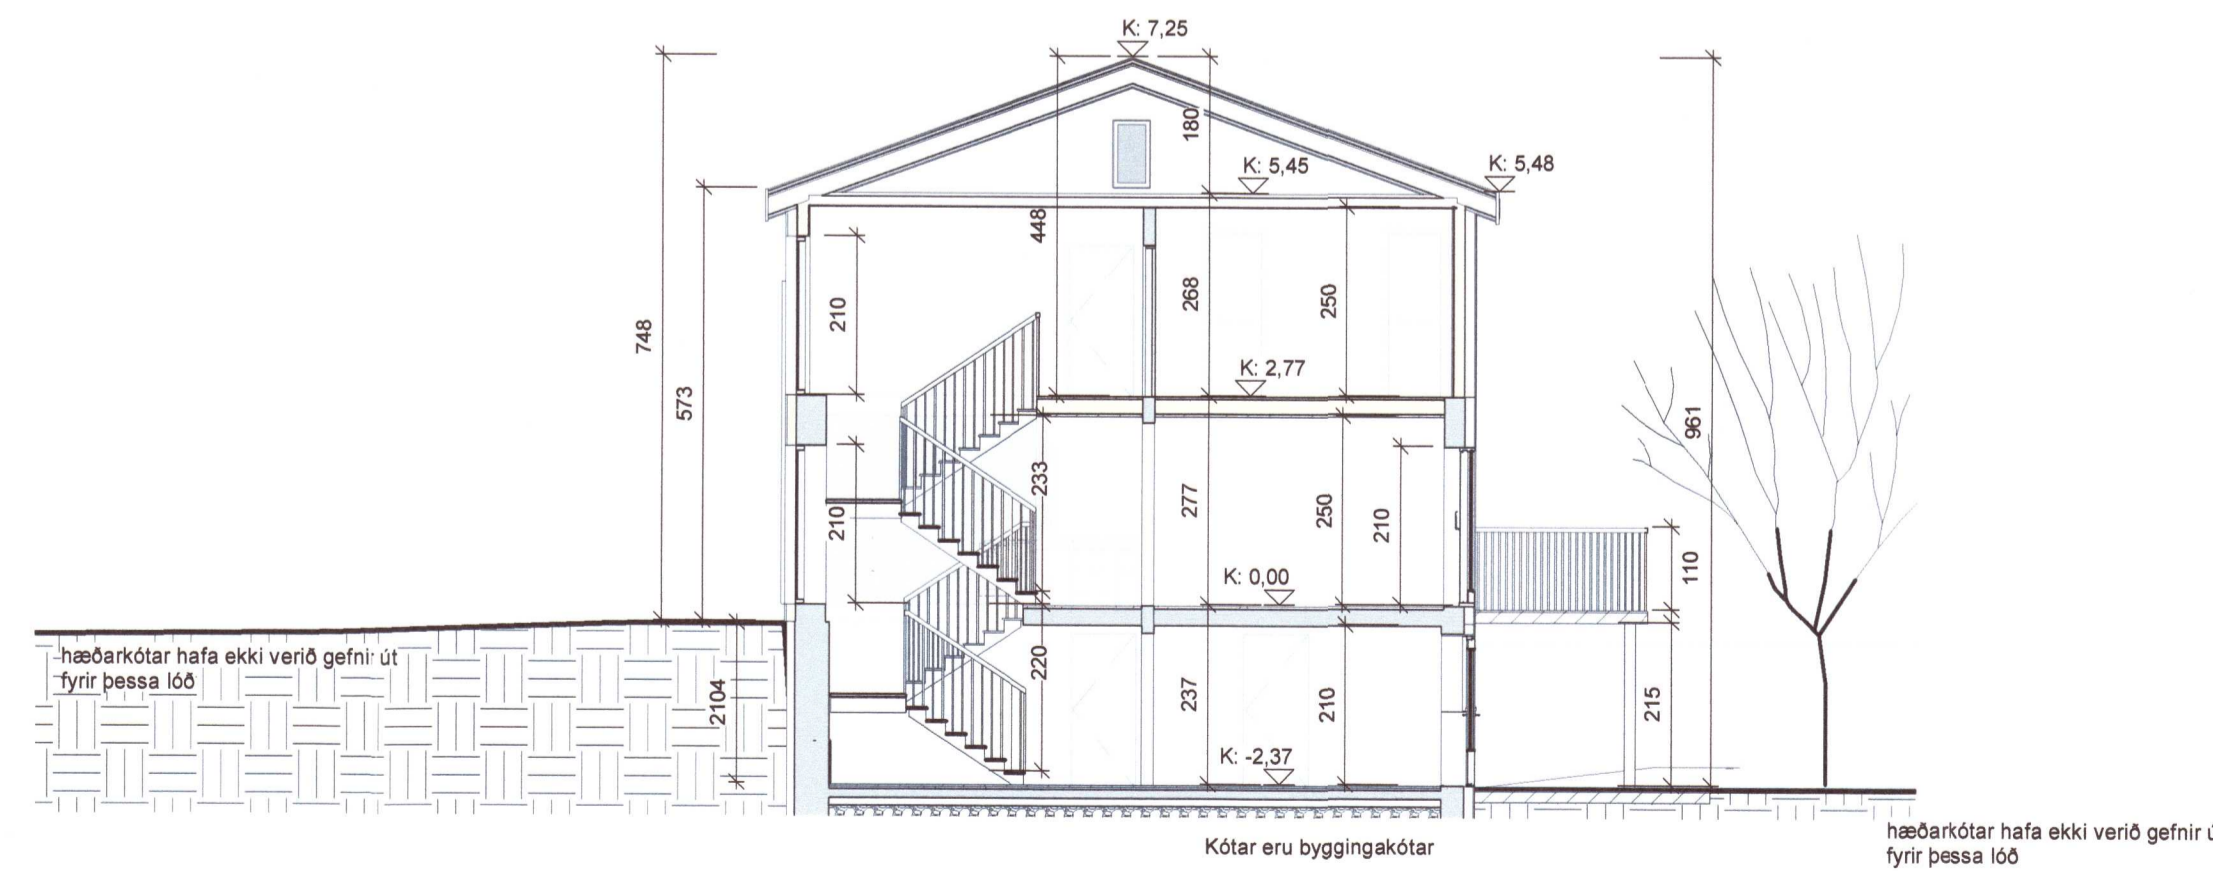 K: 7,25
180
K: 5,45
K: 5,48
448
748
210
268
250
573
K: 2,77
961
233
277
250
210
210
110
K: 0,00
hæðarkótar hafa ekki verið gefnir út
fyrir þessa lóð
2104
220
237
210
215
K: -2,37
Kótar eru byggingakótar
hæðarkótar hafa ekki verið gefnir
fyrir þessa lóð